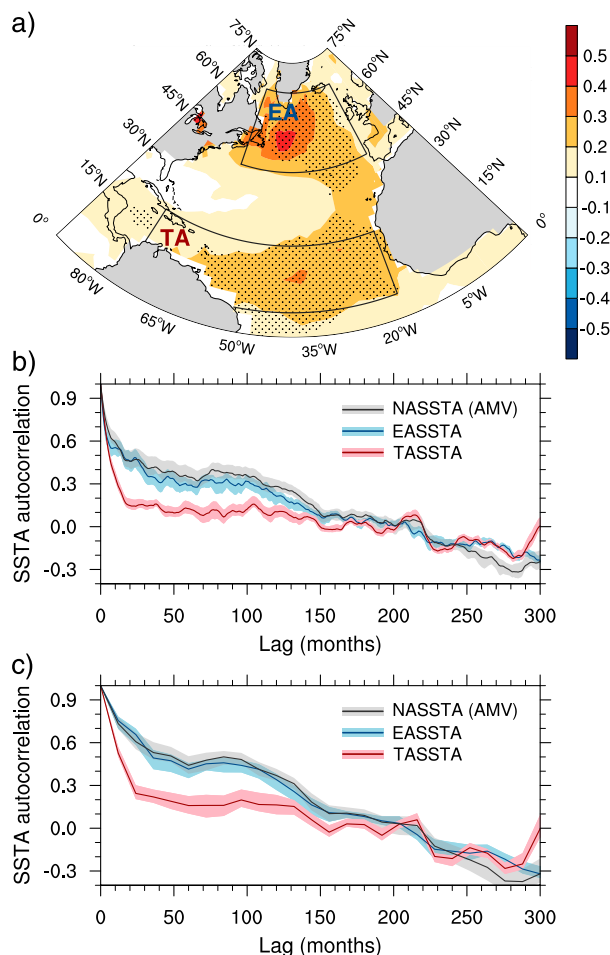 a)
75°N
60°N
45°N
30°N
15°N
0°
75°N
60°N
45°N
30°N
15°N
0°
EA
TA
80°W
65°W
50°W
35°W
20°W
5°W
0.5
0.4
0.3
0.2
0.1
-0.1
-0.2
-0.3
-0.4
-0.5
b)
SSTA autocorrelation
0.9
0.6
0.3
0.0
-0.3
NASSTA (AMV)
EASSTA
TASSTA
0 50 100 150 200 250 300
Lag (months)
c)
SSTA autocorrelation
0.9
0.6
0.3
0.0
-0.3
NASSTA (AMV)
EASSTA
TASSTA
0 50 100 150 200 250 300
Lag (months)